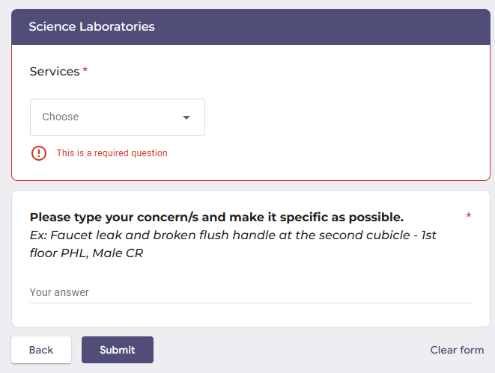 Science Laboratories
Services *
Choose
This is a required question
Please type your concern/s and make it specific as possible. *
Ex: Faucet leak and broken flush handle at the second cubicle - 1st
floor PHL, Male CR
Your answer
Back Submit Clear form